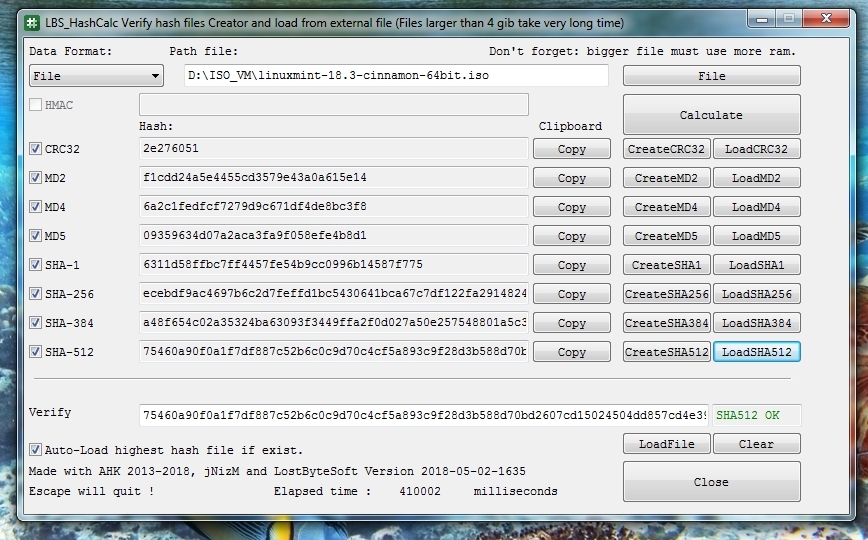 LBS_HashCalc Verify hash files Creator and load from external file (Files larger than 4 gib take very long time)
Data Format: Path file: Don't forget: bigger file must use more ram.
File D:\ISO_VM\linuxmint-18.3-cinnamon-64bit.iso File
HMAC Calculate
Hash: Clipboard
CRC32 2e276051 Copy CreateCRC32 LoadCRC32
MD2 f1cdd24a5e4455cd3579e43a0a615e14 Copy CreateMD2 LoadMD2
MD4 6a2c1fedfcf7279d9c671df4de8bc3f8 Copy CreateMD4 LoadMD4
MD5 09359634d07a2aca3fa9f058efe4b8d1 Copy CreateMD5 LoadMD5
SHA-1 6311d58ffbc7ff4457fe54b9cc0996b14587f775 Copy CreateSHA1 LoadSHA1
SHA-256 ecebdf9ac4697b6c2d7feffd1bc5430641bca67c7df122fa2914824 Copy CreateSHA256 LoadSHA256
SHA-384 a48f654c02a35324ba63093f3449ffa2f0d027a50e257548801a5c3 Copy CreateSHA384 LoadSHA384
SHA-512 75460a90f0a1f7df887c52b6c0c9d70c4cf5a893c9f28d3b588d70b Copy CreateSHA512 LoadSHA512
Verify 75460a90f0a1f7df887c52b6c0c9d70c4cf5a893c9f28d3b588d70bd2607cd15024504dd857cd4e39 SHA512 OK
Auto-Load highest hash file if exist. LoadFile Clear
Made with AHK 2013-2018, jNizM and LostByteSoft Version 2018-05-02-1635
Escape will quit ! Elapsed time : 410002 milliseconds Close